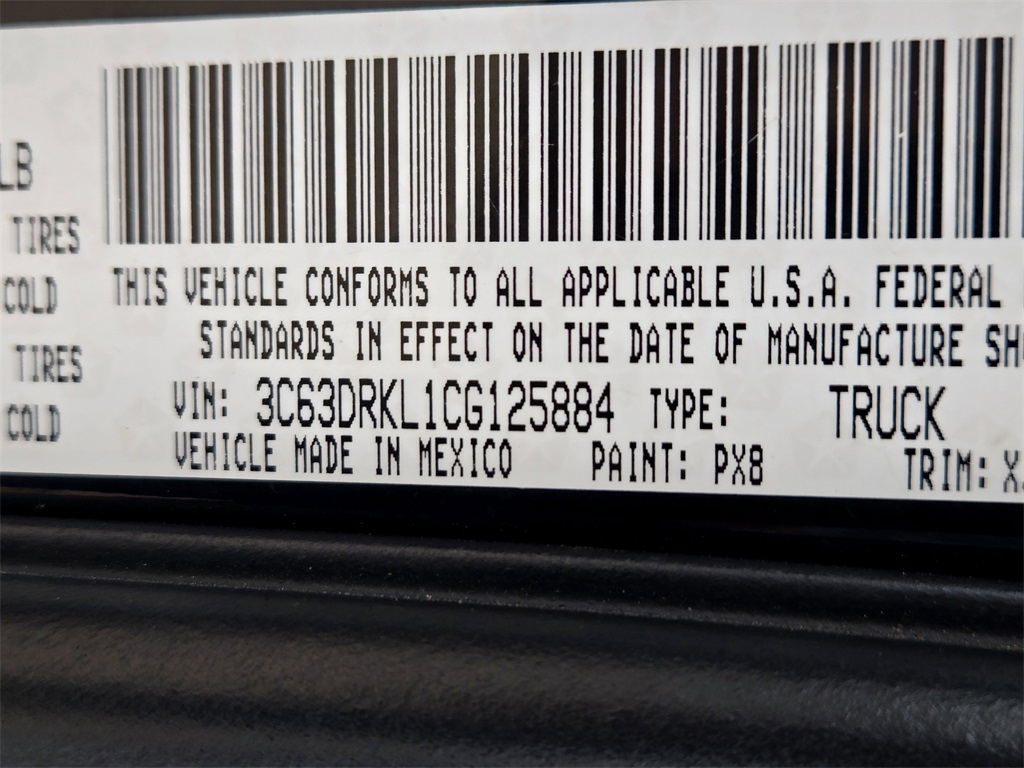 LB
TIRES
COLD
TIRES
COLD
THIS VEHICLE CONFORMS TO ALL APPLICABLE U.S.A. FEDERAL
STANDARDS IN EFFECT ON THE DATE OF MANUFACTURE
VIN: 3C63DRKL1CG125884 TYPE: TRUCK
VEHICLE MADE IN MEXICO PAINT: PX8 TRIM: